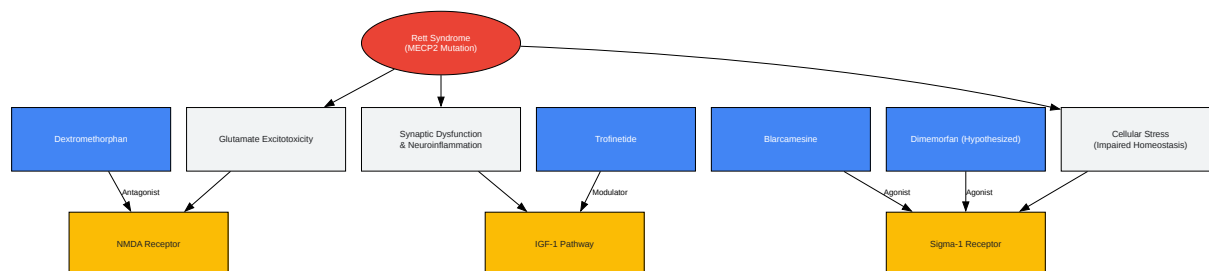 Rett Syndrome
(MECP2 Mutation)
Dextromethorphan
Glutamate Excitotoxicity
Synaptic Dysfunction
& Neuroinflammation
Trofinetide
Blarcamesine
Dimemorfan (Hypothesized)
Cellular Stress
(Impaired Homeostasis)
Antagonist
Modulator
Agonist
Agonist
NMDA Receptor
IGF-1 Pathway
Sigma-1 Receptor